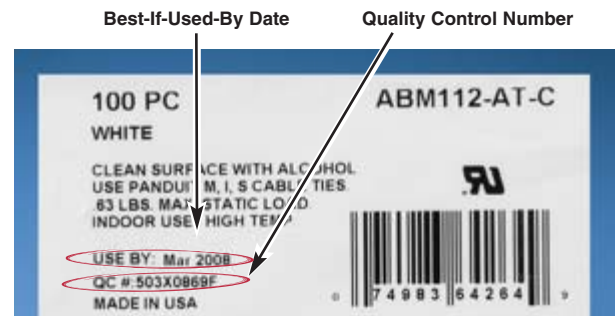 Best-If-Used-By Date
Quality Control Number
100 PC
ABM112-AT-C
WHITE
CLEAN SURFACE WITH ALCOHOL
USE PANDUIT M, I, S CABLE TIES.
.63 LBS. MAX STATIC LOAD
INDOOR USE HIGH TEMP
USE BY: Mar 2008
QC #:503X0869F
MADE IN USA
0 74983 64264 9